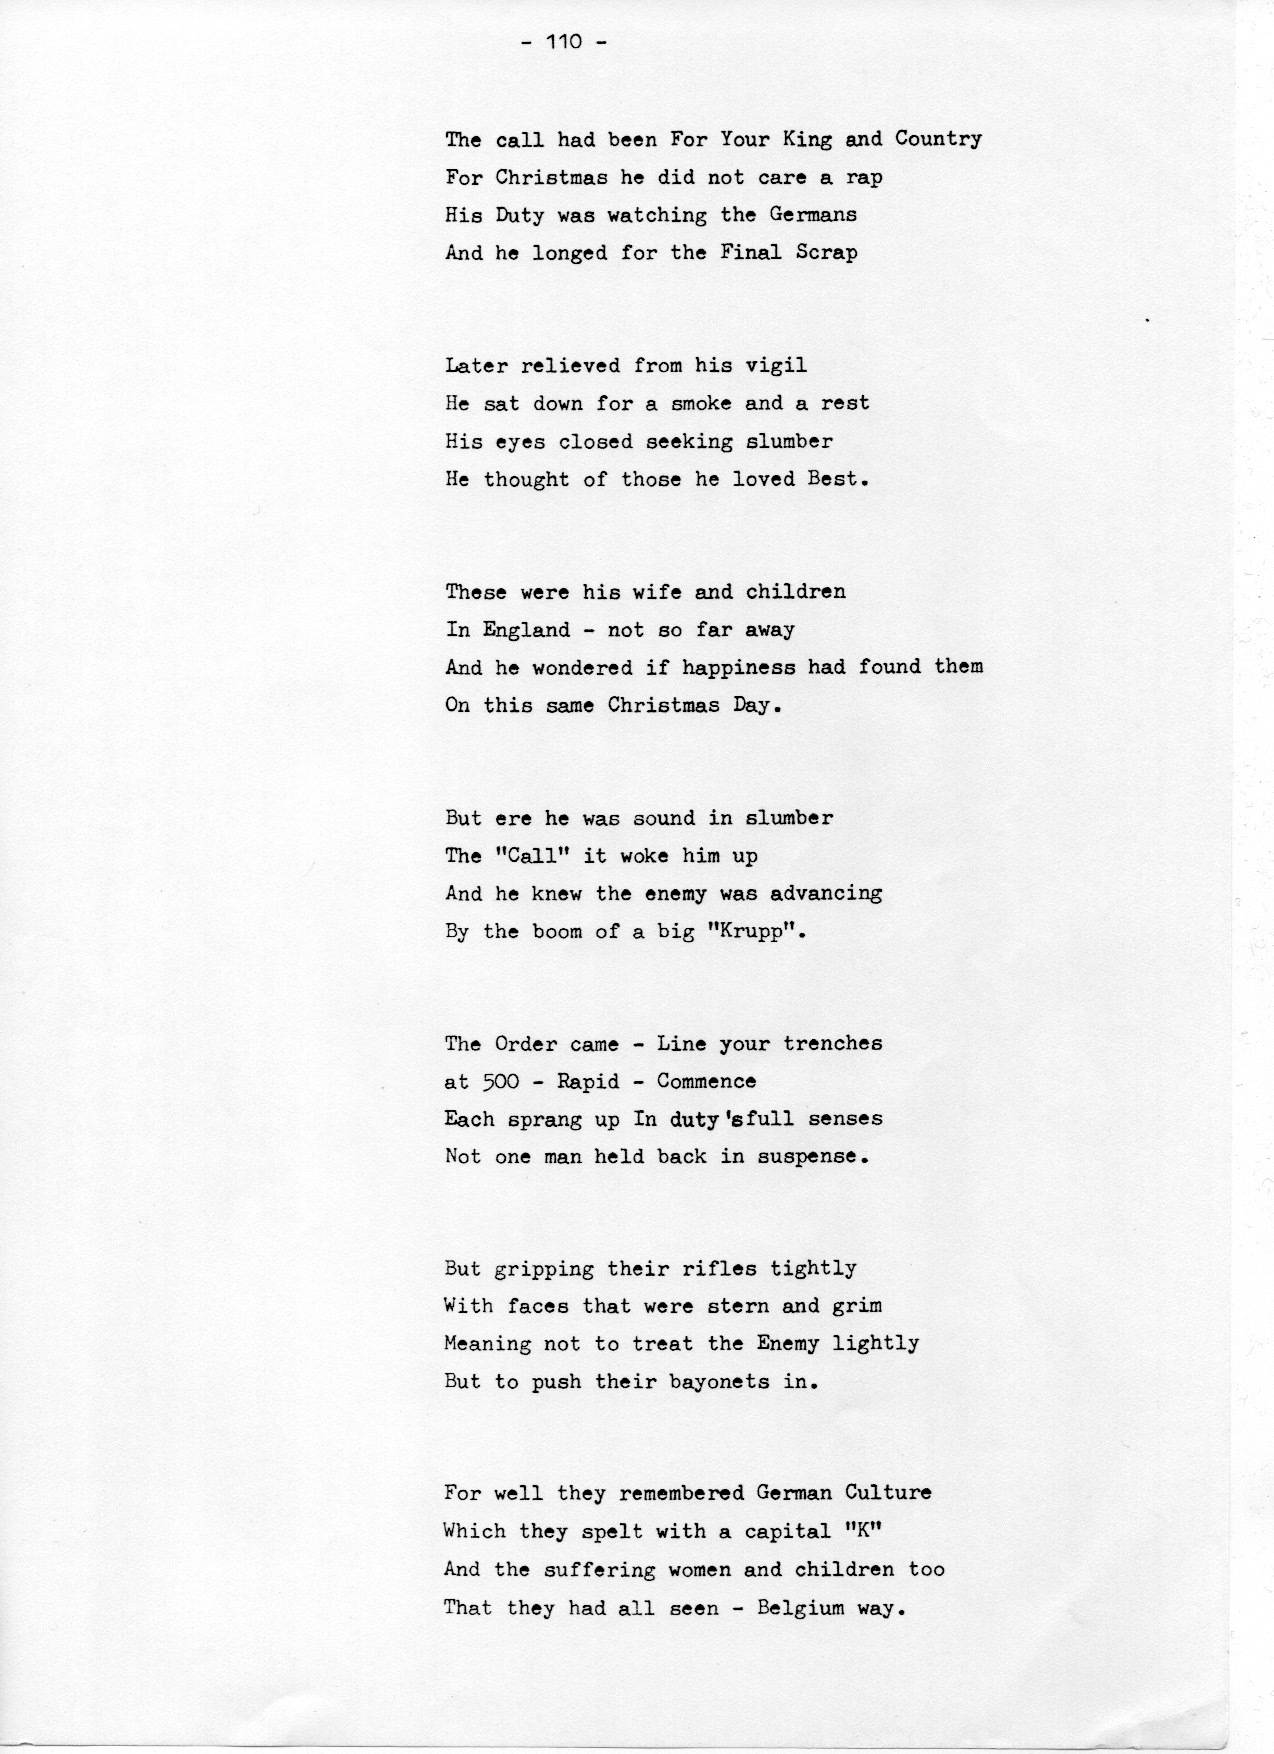 - 110 -
The call had been For Your King and Country
For Christmas he did not care a rap
His Duty was watching the Germans
And he longed for the Final Scrap
Later relieved from his vigil
He sat down for a smoke and a rest
His eyes closed seeking slumber
He thought of those he loved Best.
These were his wife and children
In England - not so far away
And he wondered if happiness had found them
On this same Christmas Day.
But ere he was sound in slumber
The "Call" it woke him up
And he knew the enemy was advancing
By the boom of a big "Krupp".
The Order came - Line your trenches
at 500 - Rapid - Commence
Each sprang up In duty'sfull senses
Not one man held back in suspense.
But gripping their rifles tightly
With faces that were stern and grim
Meaning not to treat the Enemy lightly
But to push their bayonets in.
For well they remembered German Culture
Which they spelt with a capital "K"
And the suffering women and children too
That they had all seen - Belgium way.